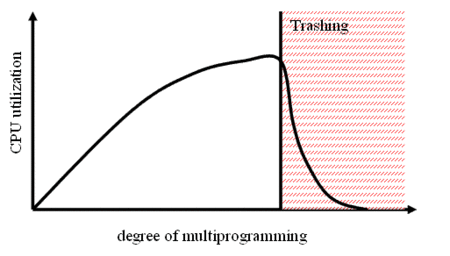 Trashing
CPU utilization
degree of multiprogramming